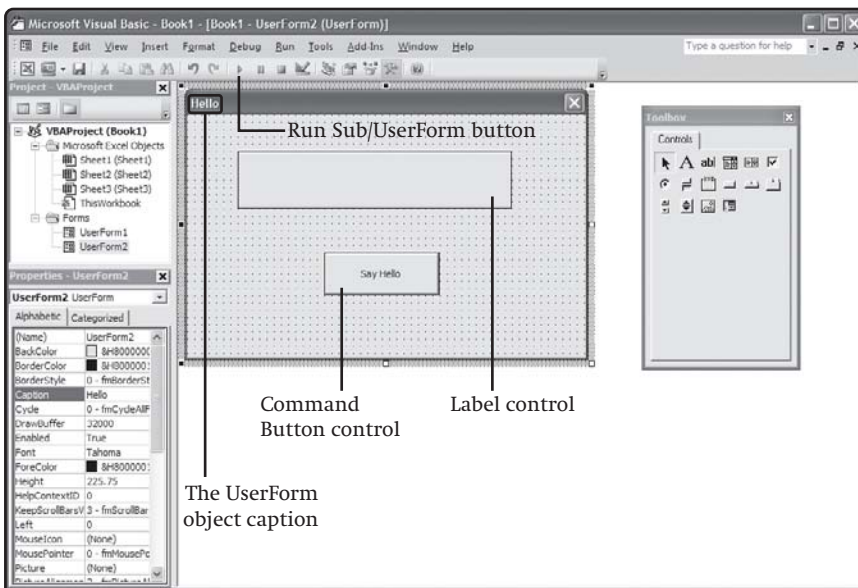 Microsoft Visual Basic - Book1 - [Book1 - UserForm2 (UserForm)]
File Edit View Insert Format Debug Run Tools Add-Ins Window Help
Type a question for help
Project - VBAProject
VBAProject (Book1)
Microsoft Excel Objects
Sheet1 (Sheet1)
Sheet2 (Sheet2)
Sheet3 (Sheet3)
ThisWorkbook
Forms
UserForm1
UserForm2
Properties - UserForm2
UserForm2 UserForm
Alphabetic Categorized
(Name) UserForm2
BackColor &H8000000
BorderColor &H800000
BorderStyle 0 - fmBorderSt
Caption Hello
Cycle 0 - fmCycleAllF
DrawBuffer 32000
Enabled True
Font Tahoma
ForeColor &H800000
Height 225.75
HelpContextID 0
KeepScrollBarsV 3 - fmScrollBar
Left 0
MouseIcon (None)
MousePointer 0 - fmMousePo
Picture (None)
Hello
Run Sub/UserForm button
Say Hello
Command
Button control
Label control
The UserForm
object caption
Toolbox
Controls
A abl